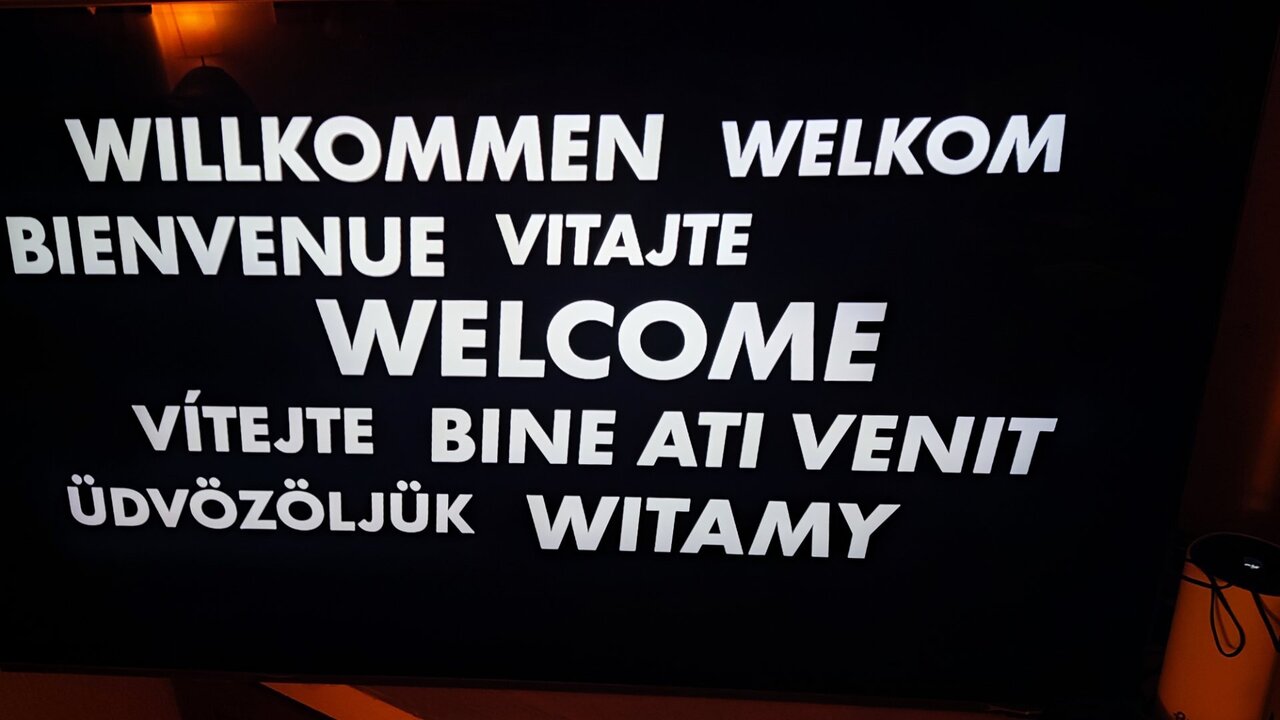 WILLKOMMEN WELKOM
BIENVENUE VITAJTE
WELCOME
VÍTEJTE BINE ATI VENIT
ÜDVÖZÖLJÜK WITAMY